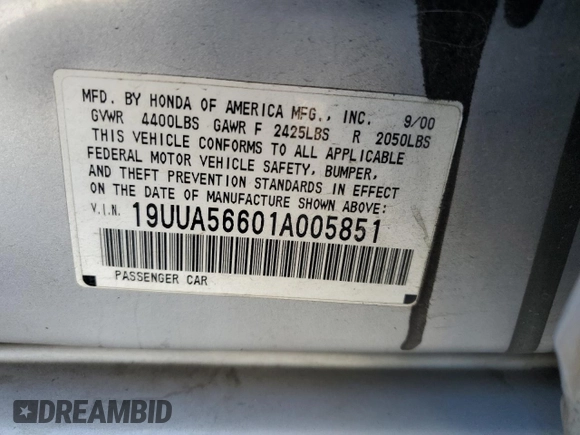 MFD. BY HONDA OF AMERICA MFG., INC. 9/00
GVWR 4400LBS GAWR F 2425LBS R 2050LBS
THIS VEHICLE CONFORMS TO ALL APPLICABLE
FEDERAL MOTOR VEHICLE SAFETY, BUMPER,
AND THEFT PREVENTION STANDARDS IN EFFECT
ON THE DATE OF MANUFACTURE SHOWN ABOVE:
V.I.N. 19UUA56601A005851
PASSENGER CAR
DREAMBID